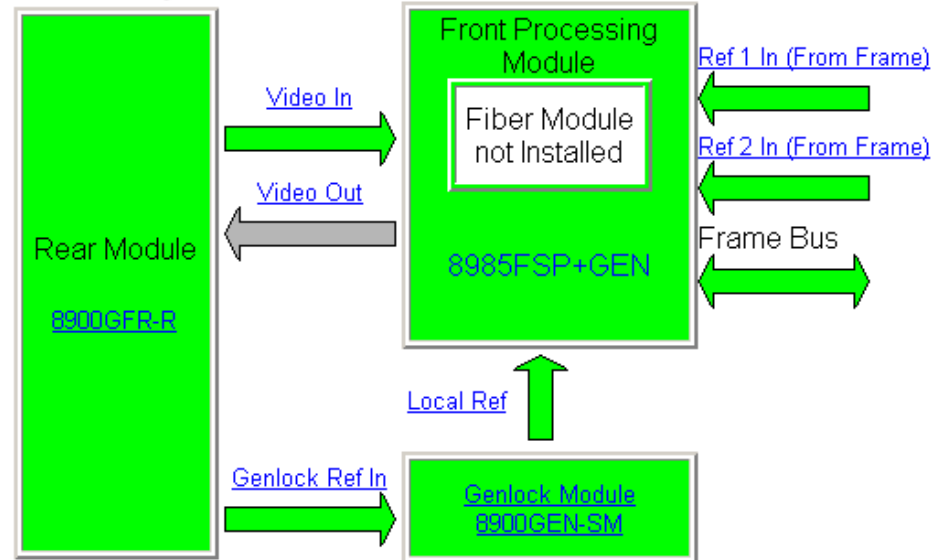 Front Processing
Module
Ref 1 In (From Frame)
Video In
Fiber Module
not Installed
Ref 2 In (From Frame)
Video Out
Rear Module
8985FSP+GEN
Frame Bus
8900GFR-R
Local Ref
Genlock Ref In
Genlock Module
8900GEN-SM